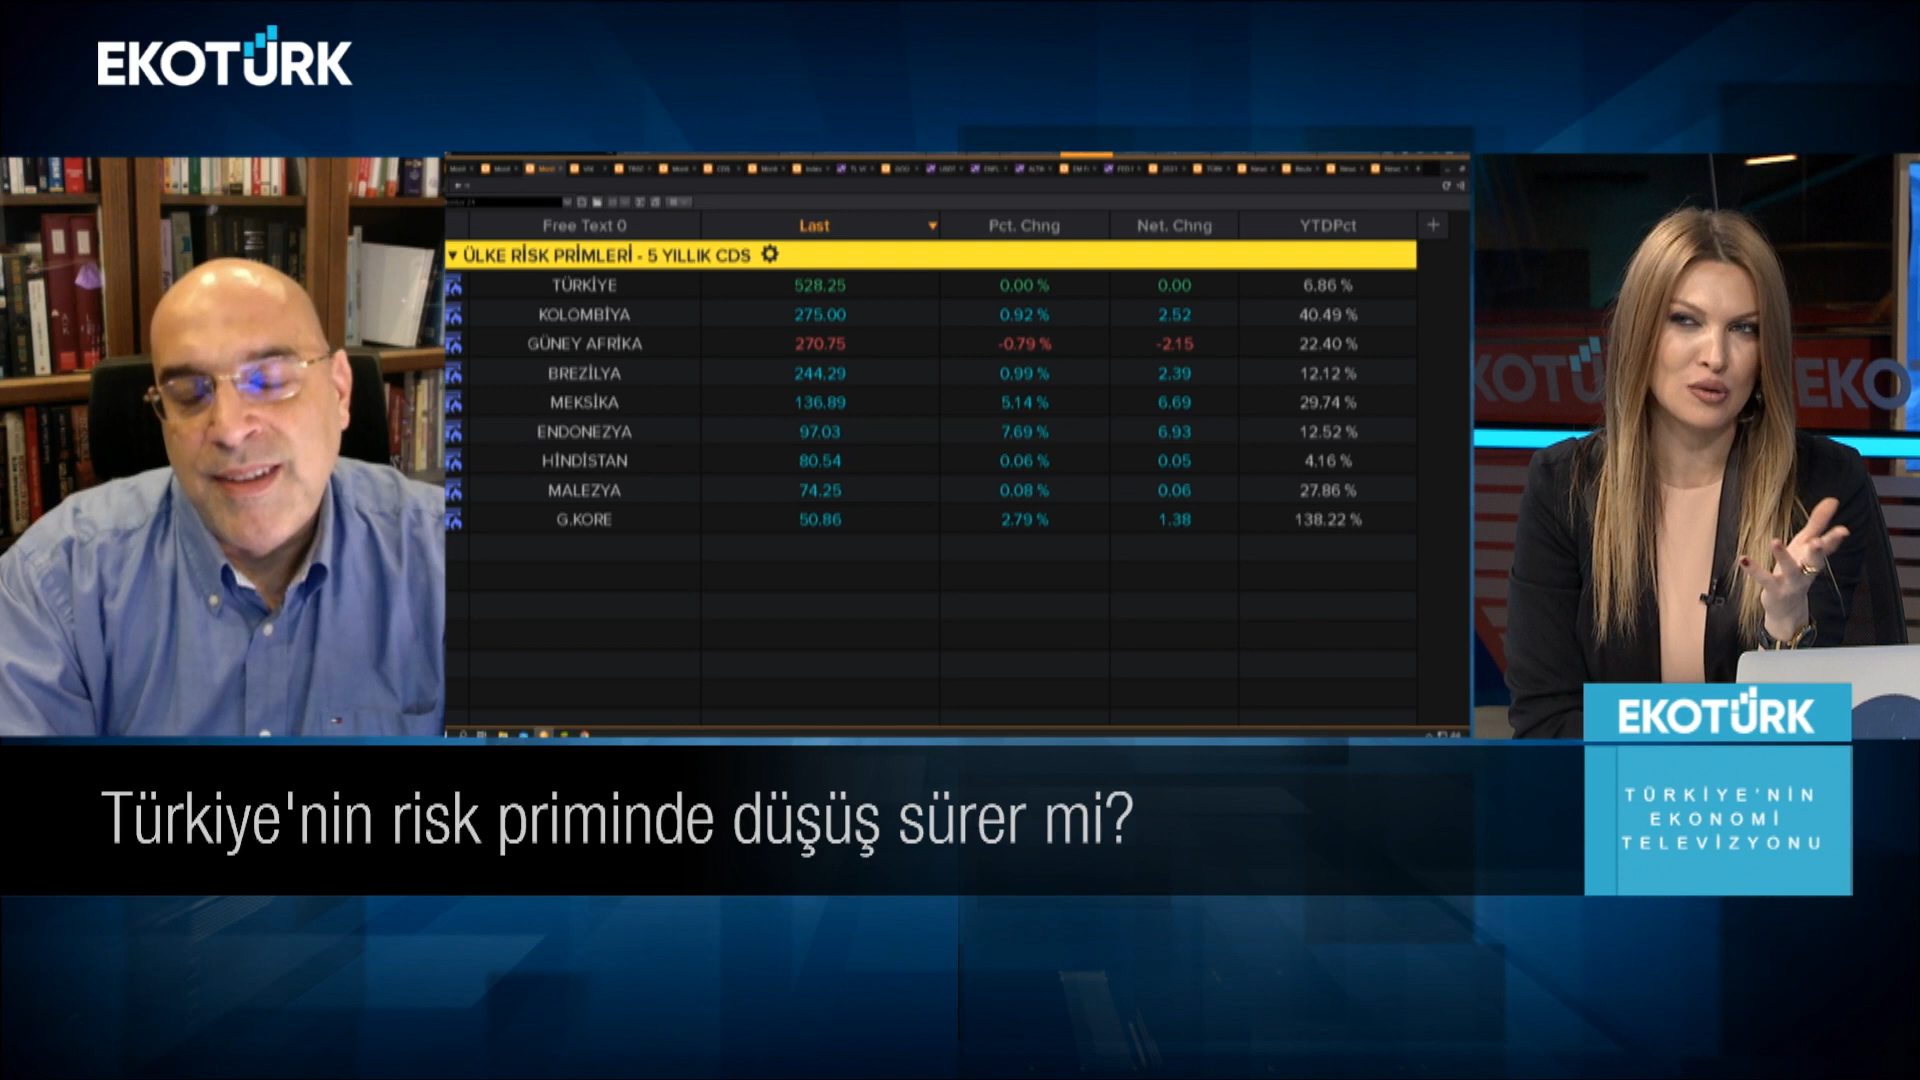 EKOTÜRK
Free Text 0 Last Pct. Chng Net. Chng YTDPct
ÜLKE RİSK PRİMLERİ - 5 YILLIK CDS
TÜRKİYE 528.25 0.00 % 0.00 6.86 %
KOLOMBİYA 275.00 0.92 % 2.52 40.49 %
GÜNEY AFRİKA 270.75 -0.79 % -2.15 22.40 %
BREZİLYA 244.29 0.99 % 2.39 12.12 %
MEKSİKA 136.89 5.14 % 6.69 29.74 %
ENDONEZYA 97.03 7.69 % 6.93 12.52 %
HİNDİSTAN 80.54 0.06 % 0.05 4.16 %
MALEZYA 74.25 0.08 % 0.06 27.86 %
G.KORE 50.86 2.79 % 1.38 138.22 %
EKO
EKOTÜRK
Türkiye'nin risk priminde düşüş sürer mi?
TÜRKİYE'NİN
EKONOMİ
TELEVİZYONU